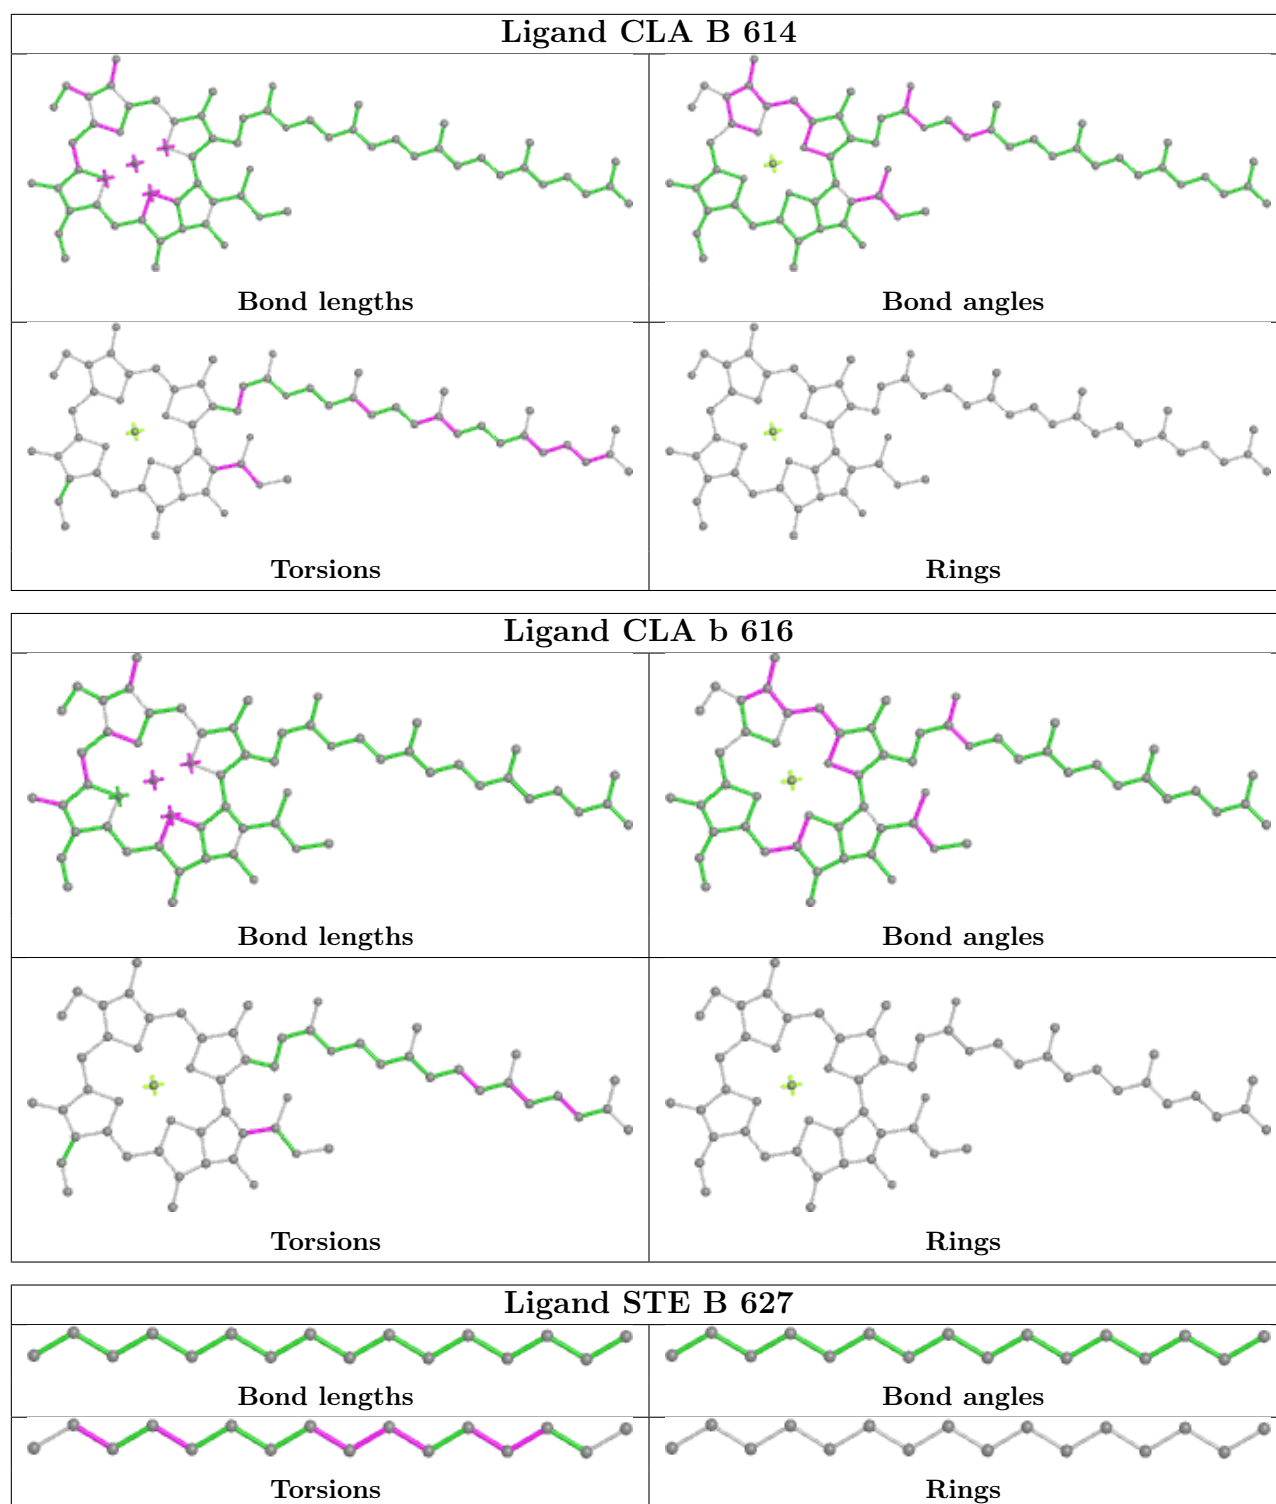 Ligand CLA B 614
Bond lengths
Bond angles
Torsions
Rings
Ligand CLA b 616
Bond lengths
Bond angles
Torsions
Rings
Ligand STE B 627
Bond lengths
Bond angles
Torsions
Rings